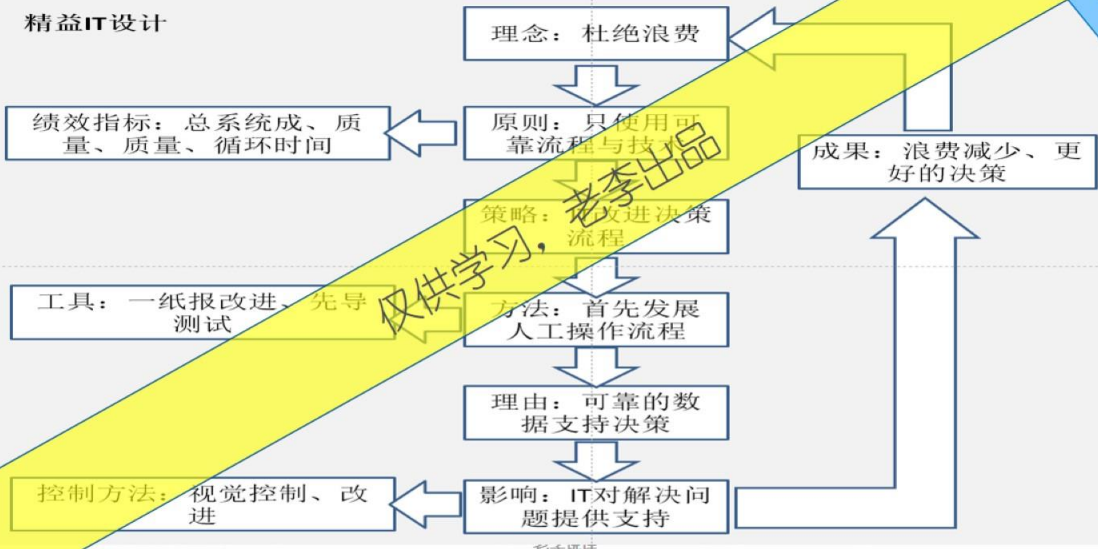 精益IT设计
理念：杜绝浪费
绩效指标：总系统成、质
量、质量、循环时间
原则：只使用可
靠流程与技术
成果：浪费减少、更
好的决策
策略：IT改进决策
流程
仅供学习，老李出品
工具：一纸报改进、先导
测试
方法：首先发展
人工操作流程
理由：可靠的数
据支持决策
控制方法：视觉控制、改
进
影响：IT对解决问
题提供支持